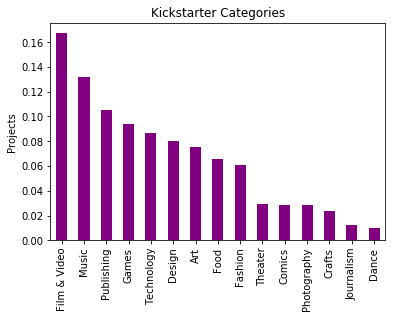 Kickstarter Categories
Projects
0.16
0.14
0.12
0.10
0.08
0.06
0.04
0.02
0.00
Film & Video
Music
Publishing
Games
Technology
Design
Art
Food
Fashion
Theater
Comics
Photography
Crafts
Journalism
Dance